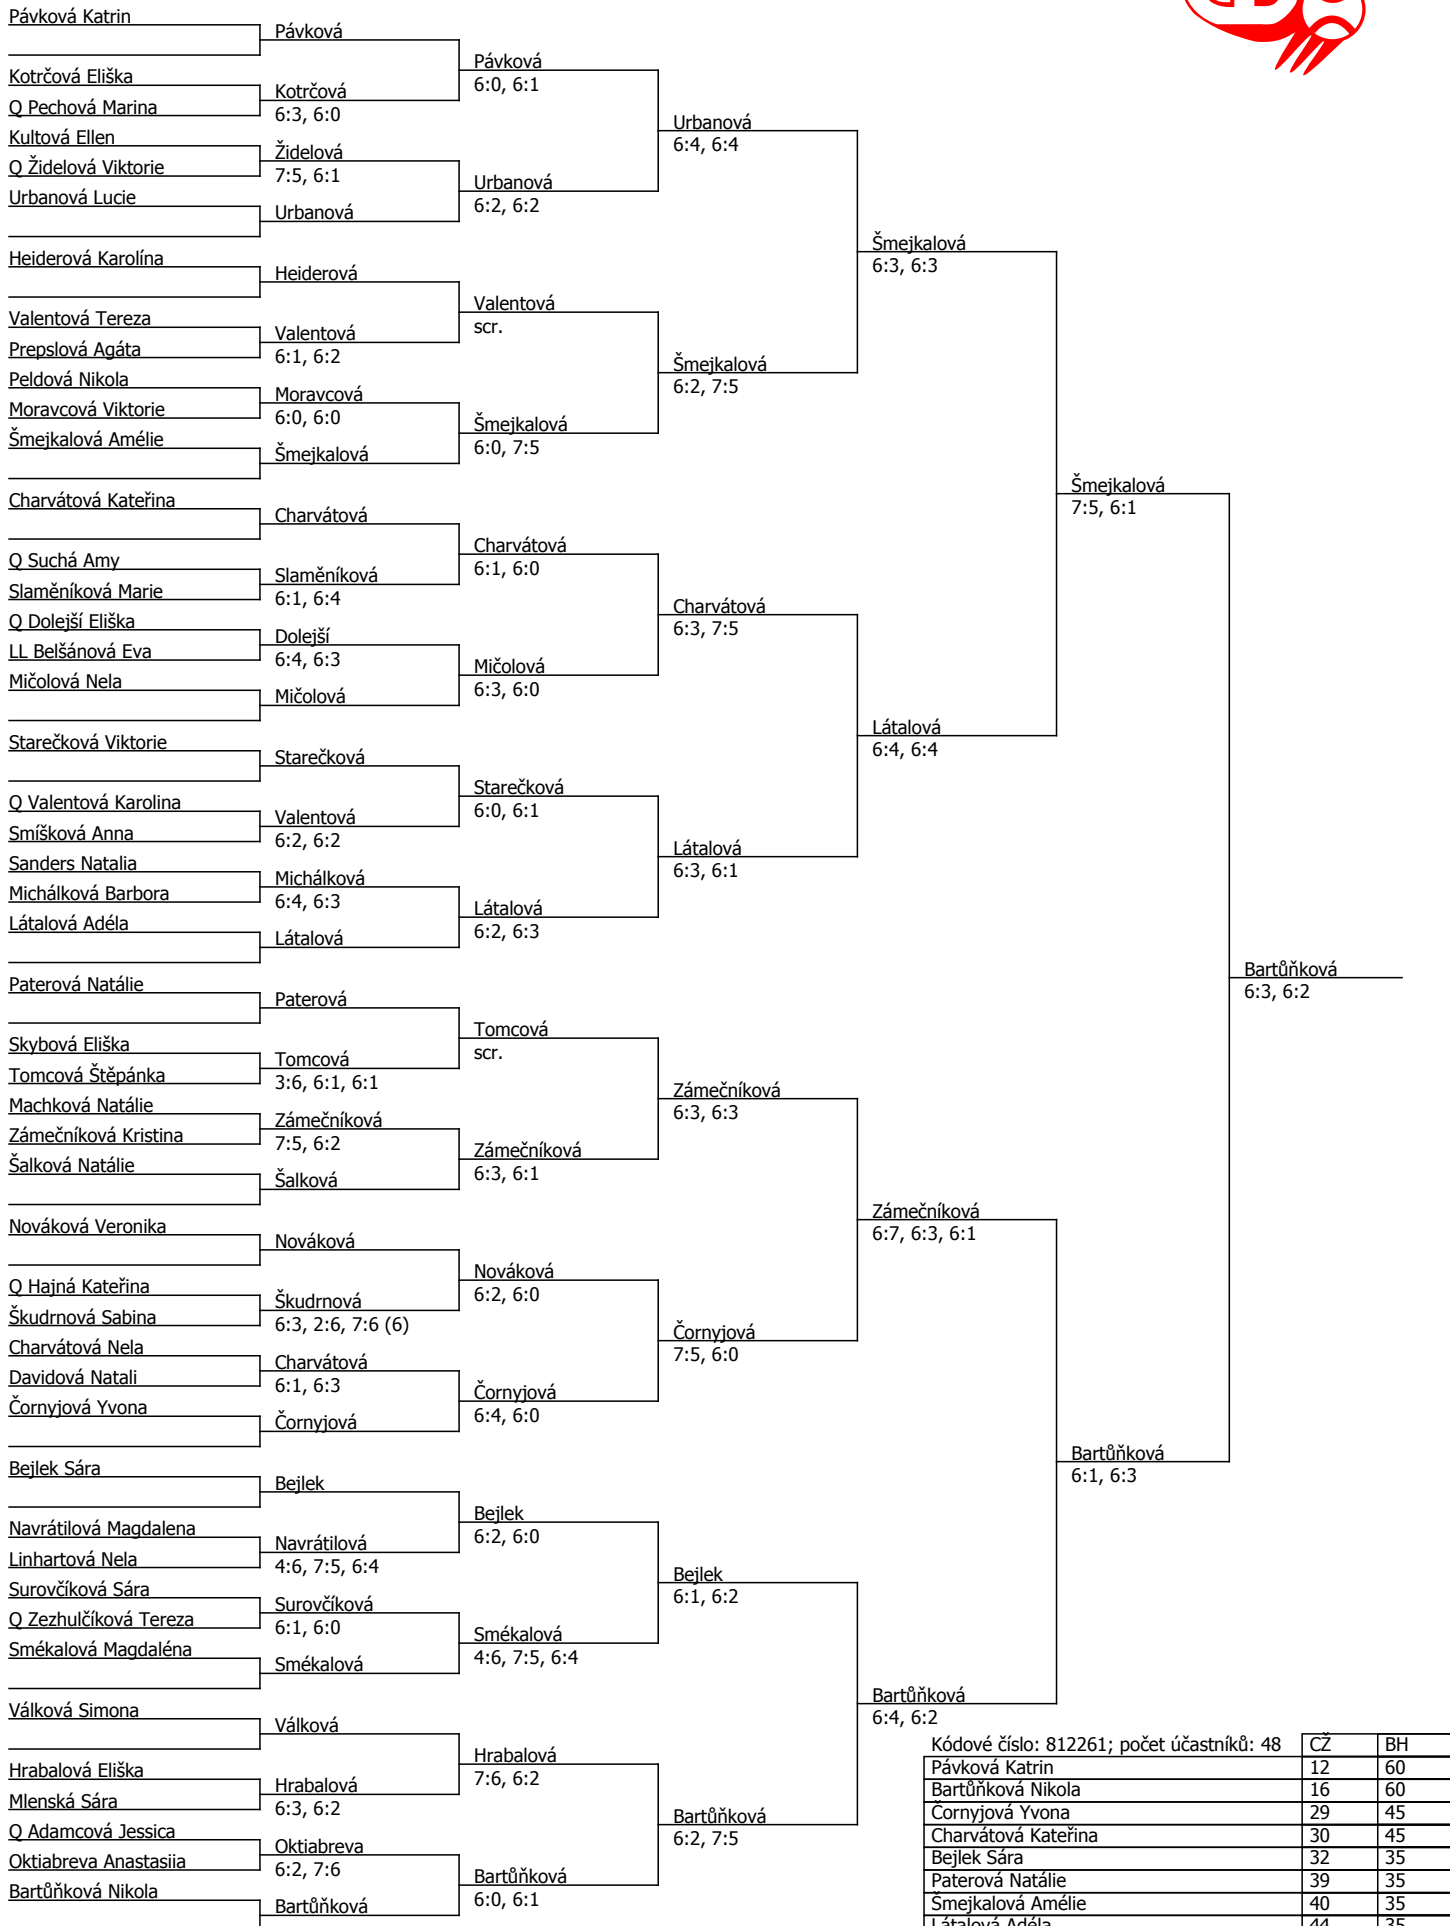 Pávková Katrin
Kotrčová Eliška
Q Pechová Marina
Kultová Ellen
Q Židelová Viktorie
Urbanová Lucie
Heiderová Karolína
Valentová Tereza
Prepslová Agáta
Peldová Nikola
Moravcová Viktorie
Šmejkalová Amélie
Charvátová Kateřina
Q Suchá Amy
Slaměníková Marie
Q Dolejší Eliška
LL Belšánová Eva
Mičolová Nela
Starečková Viktorie
Q Valentová Karolina
Smíšková Anna
Sanders Natalia
Michálková Barbora
Látalová Adéla
Paterová Natálie
Skybová Eliška
Tomcová Štěpánka
Machková Natálie
Zámečníková Kristina
Šalková Natálie
Nováková Veronika
Q Hajná Kateřina
Škudrnová Sabina
Charvátová Nela
Davidová Natali
Čornyjová Yvona
Bejlek Sára
Navrátilová Magdalena
Linhartová Nela
Surovčíková Sára
Q Zezhulčíková Tereza
Smékalová Magdaléna
Válková Simona
Hrabalová Eliška
Mlenská Sára
Q Adamcová Jessica
Oktiabreva Anastasiia
Bartůňková Nikola
Pávková
Kotrčová
6:3, 6:0
Židelová
7:5, 6:1
Urbanová
Heiderová
Valentová
6:1, 6:2
Moravcová
6:0, 6:0
Šmejkalová
Charvátová
Slaměníková
6:1, 6:4
Dolejší
6:4, 6:3
Mičolová
Starečková
Valentová
6:2, 6:2
Michálková
6:4, 6:3
Látalová
Paterová
Tomcová
3:6, 6:1, 6:1
Zámečníková
7:5, 6:2
Šalková
Nováková
Škudrnová
6:3, 2:6, 7:6 (6)
Charvátová
6:1, 6:3
Čornyjová
Bejlek
Navrátilová
4:6, 7:5, 6:4
Surovčíková
6:1, 6:0
Smékalová
Válková
Hrabalová
6:3, 6:2
Oktiabreva
6:2, 7:6
Bartůňková
Pávková
6:0, 6:1
Urbanová
6:2, 6:2
Valentová
scr.
Šmejkalová
6:0, 7:5
Charvátová
6:1, 6:0
Mičolová
6:3, 6:0
Starečková
6:0, 6:1
Látalová
6:2, 6:3
Tomcová
scr.
Zámečníková
6:3, 6:1
Nováková
6:2, 6:0
Čornyjová
6:4, 6:0
Bejlek
6:2, 6:0
Smékalová
4:6, 7:5, 6:4
Hrabalová
7:6, 6:2
Bartůňková
6:0, 6:1
Urbanová
6:4, 6:4
Šmejkalová
6:2, 7:5
Charvátová
6:3, 7:5
Látalová
6:3, 6:1
Zámečníková
6:3, 6:3
Čornyjová
7:5, 6:0
Bejlek
6:1, 6:2
Bartůňková
6:2, 7:5
Šmejkalová
6:3, 6:3
Látalová
6:4, 6:4
Zámečníková
6:7, 6:3, 6:1
Bartůňková
6:4, 6:2
Šmejkalová
7:5, 6:1
Bartůňková
6:1, 6:3
Bartůňková
6:3, 6:2
Kódové číslo: 812261; počet účastníků: 48 CŽ BH
Pávková Katrin 12 60
Bartůňková Nikola 16 60
Čornyjová Yvona 29 45
Charvátová Kateřina 30 45
Bejlek Sára 32 35
Paterová Natálie 39 35
Šmejkalová Amélie 40 35
Látalová Adéla 44 35